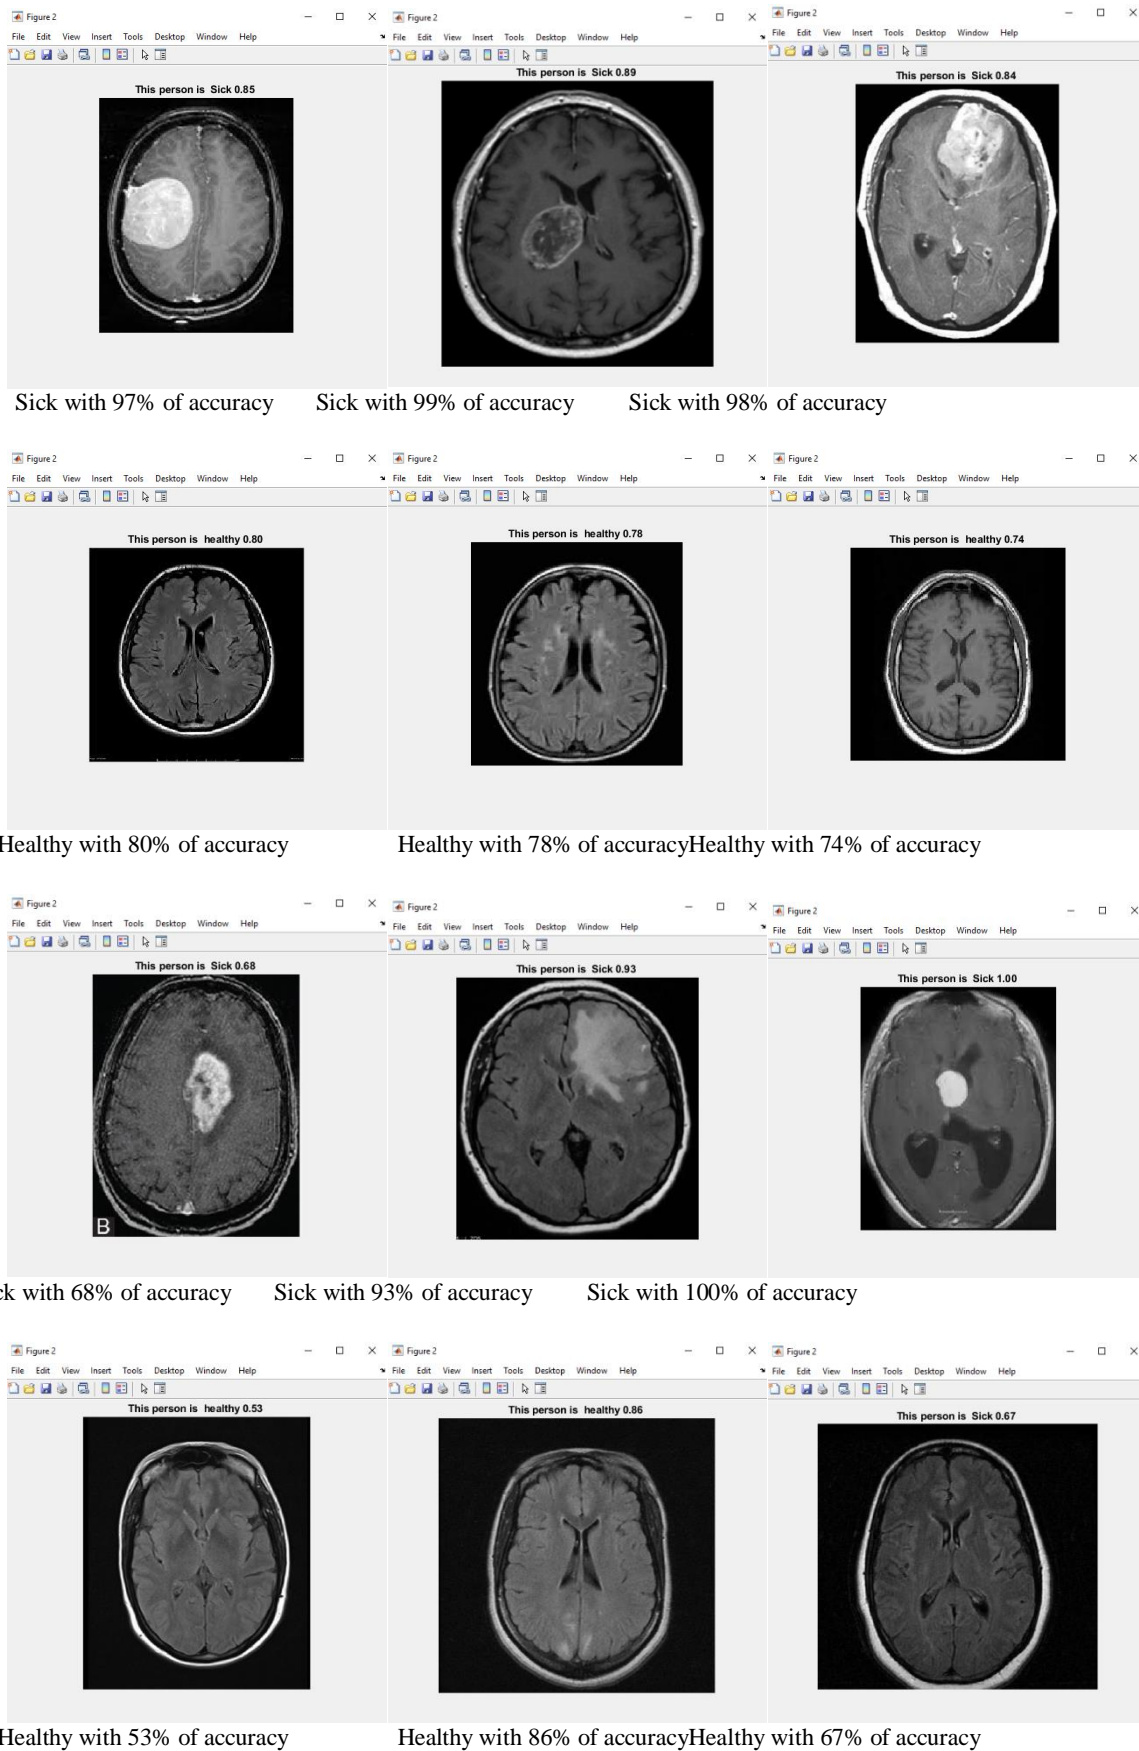 Figure 2
File Edit View Insert Tools Desktop Window Help
This person is Sick 0.85
Figure 2
File Edit View Insert Tools Desktop Window Help
This person is Sick 0.89
Figure 2
File Edit View Insert Tools Desktop Window Help
This person is Sick 0.84
Sick with 97% of accuracy Sick with 99% of accuracy Sick with 98% of accuracy
Figure 2
File Edit View Insert Tools Desktop Window Help
This person is healthy 0.80
Figure 2
File Edit View Insert Tools Desktop Window Help
This person is healthy 0.78
Figure 2
File Edit View Insert Tools Desktop Window Help
This person is healthy 0.74
Healthy with 80% of accuracy Healthy with 78% of accuracyHealthy with 74% of accuracy
Figure 2
File Edit View Insert Tools Desktop Window Help
This person is Sick 0.68
B
Figure 2
File Edit View Insert Tools Desktop Window Help
This person is Sick 0.93
Figure 2
File Edit View Insert Tools Desktop Window Help
This person is Sick 1.00
ck with 68% of accuracy Sick with 93% of accuracy Sick with 100% of accuracy
Figure 2
File Edit View Insert Tools Desktop Window Help
This person is healthy 0.53
Figure 2
File Edit View Insert Tools Desktop Window Help
This person is healthy 0.86
Figure 2
File Edit View Insert Tools Desktop Window Help
This person is Sick 0.67
Healthy with 53% of accuracy Healthy with 86% of accuracyHealthy with 67% of accuracy